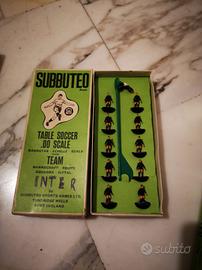 SUBBUTEO
TABLE SOCCER
.00 SCALE
TEAM
INTER
SUBBUTEO SPORTS GAMES LTD.
TUNBRIDGE WELLS
KENT ENGLAND
subito